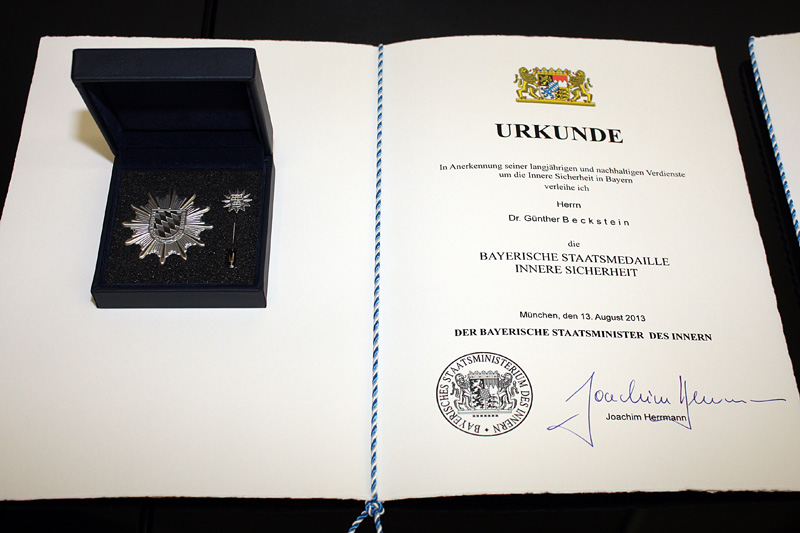 URKUNDE
In Anerkennung seiner langjährigen und nachhaltigen Verdienste
um die Innere Sicherheit in Bayern
verleihe ich
Herrn
Dr. Günther Beckstein
die
BAYERISCHE STAATSMEDAILLE
INNERE SICHERHEIT
München, den 13. August 2013
DER BAYERISCHE STAATSMINISTER DES INNERN
BAYERISCHES STAATSMINISTERIUM DES INNERN
Joachim Herrmann
Joachim Herrmann